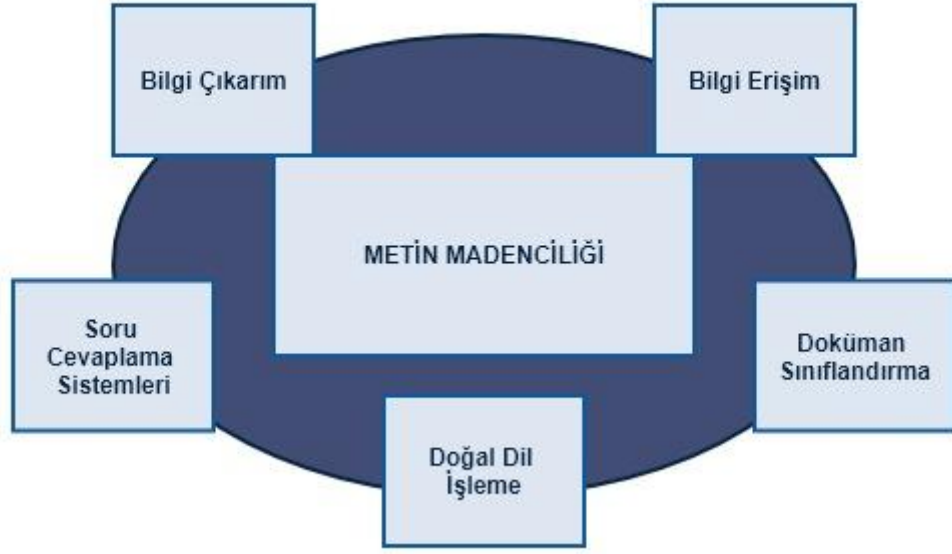 Bilgi Çıkarım
Bilgi Erişim
METİN MADENCİLİĞİ
Soru
Cevaplama
Sistemleri
Doküman
Sınıflandırma
Doğal Dil
İşleme